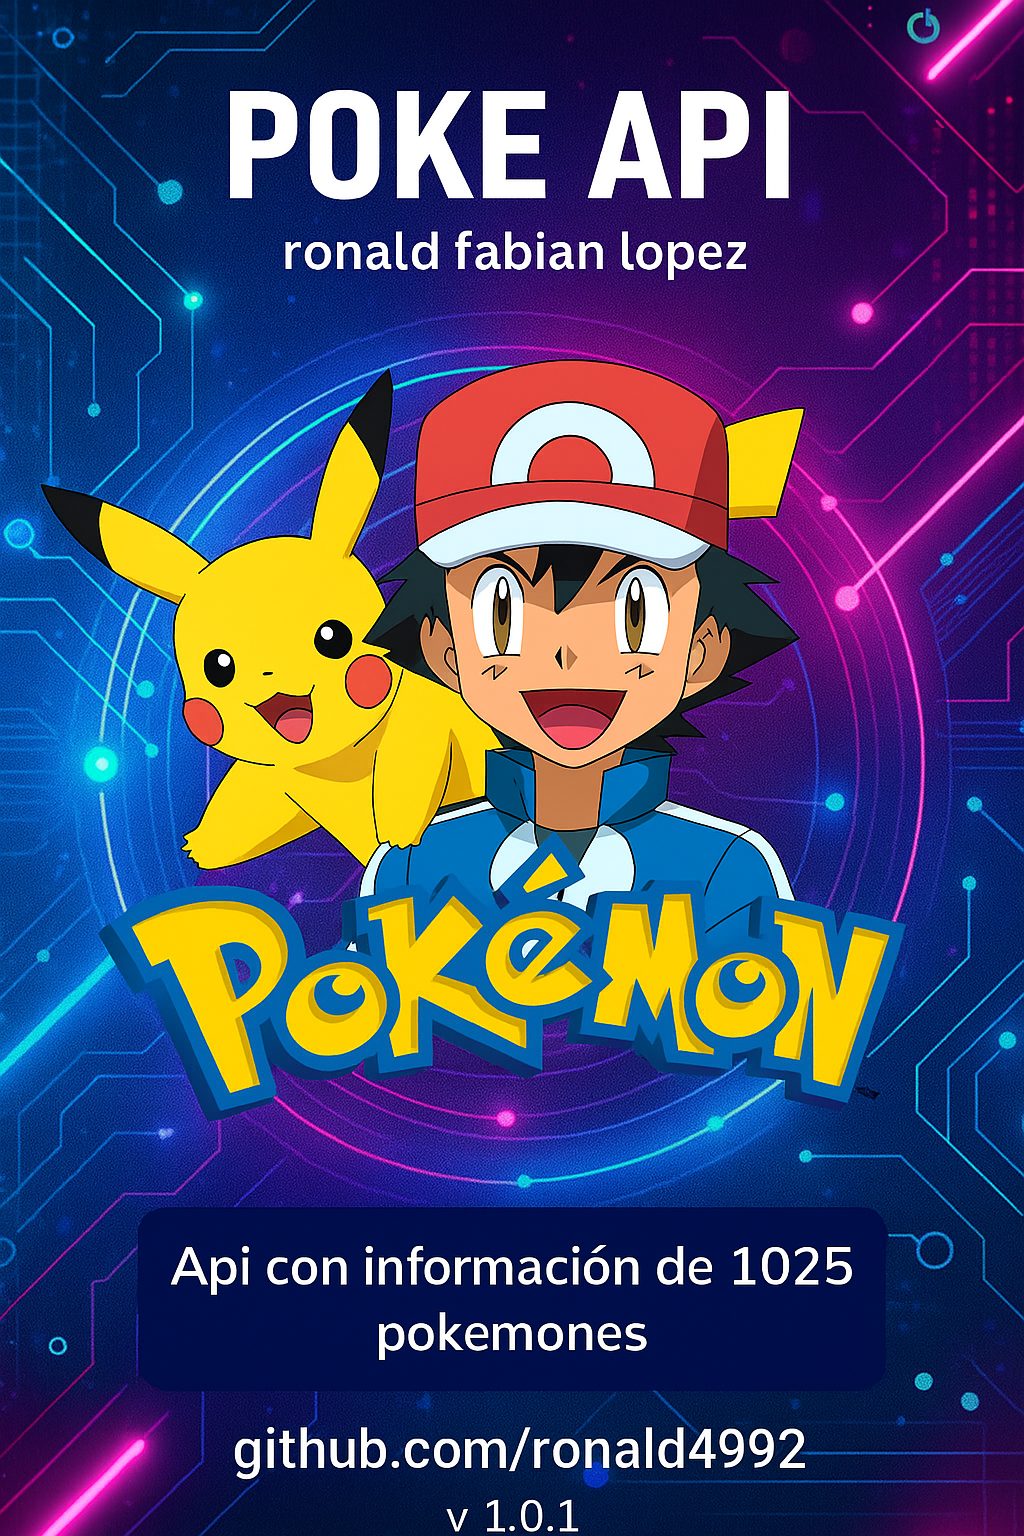 POKE API
ronald fabian lopez
POKéMON
Api con información de 1025
pokemones
github.com/ronald4992
v 1.0.1